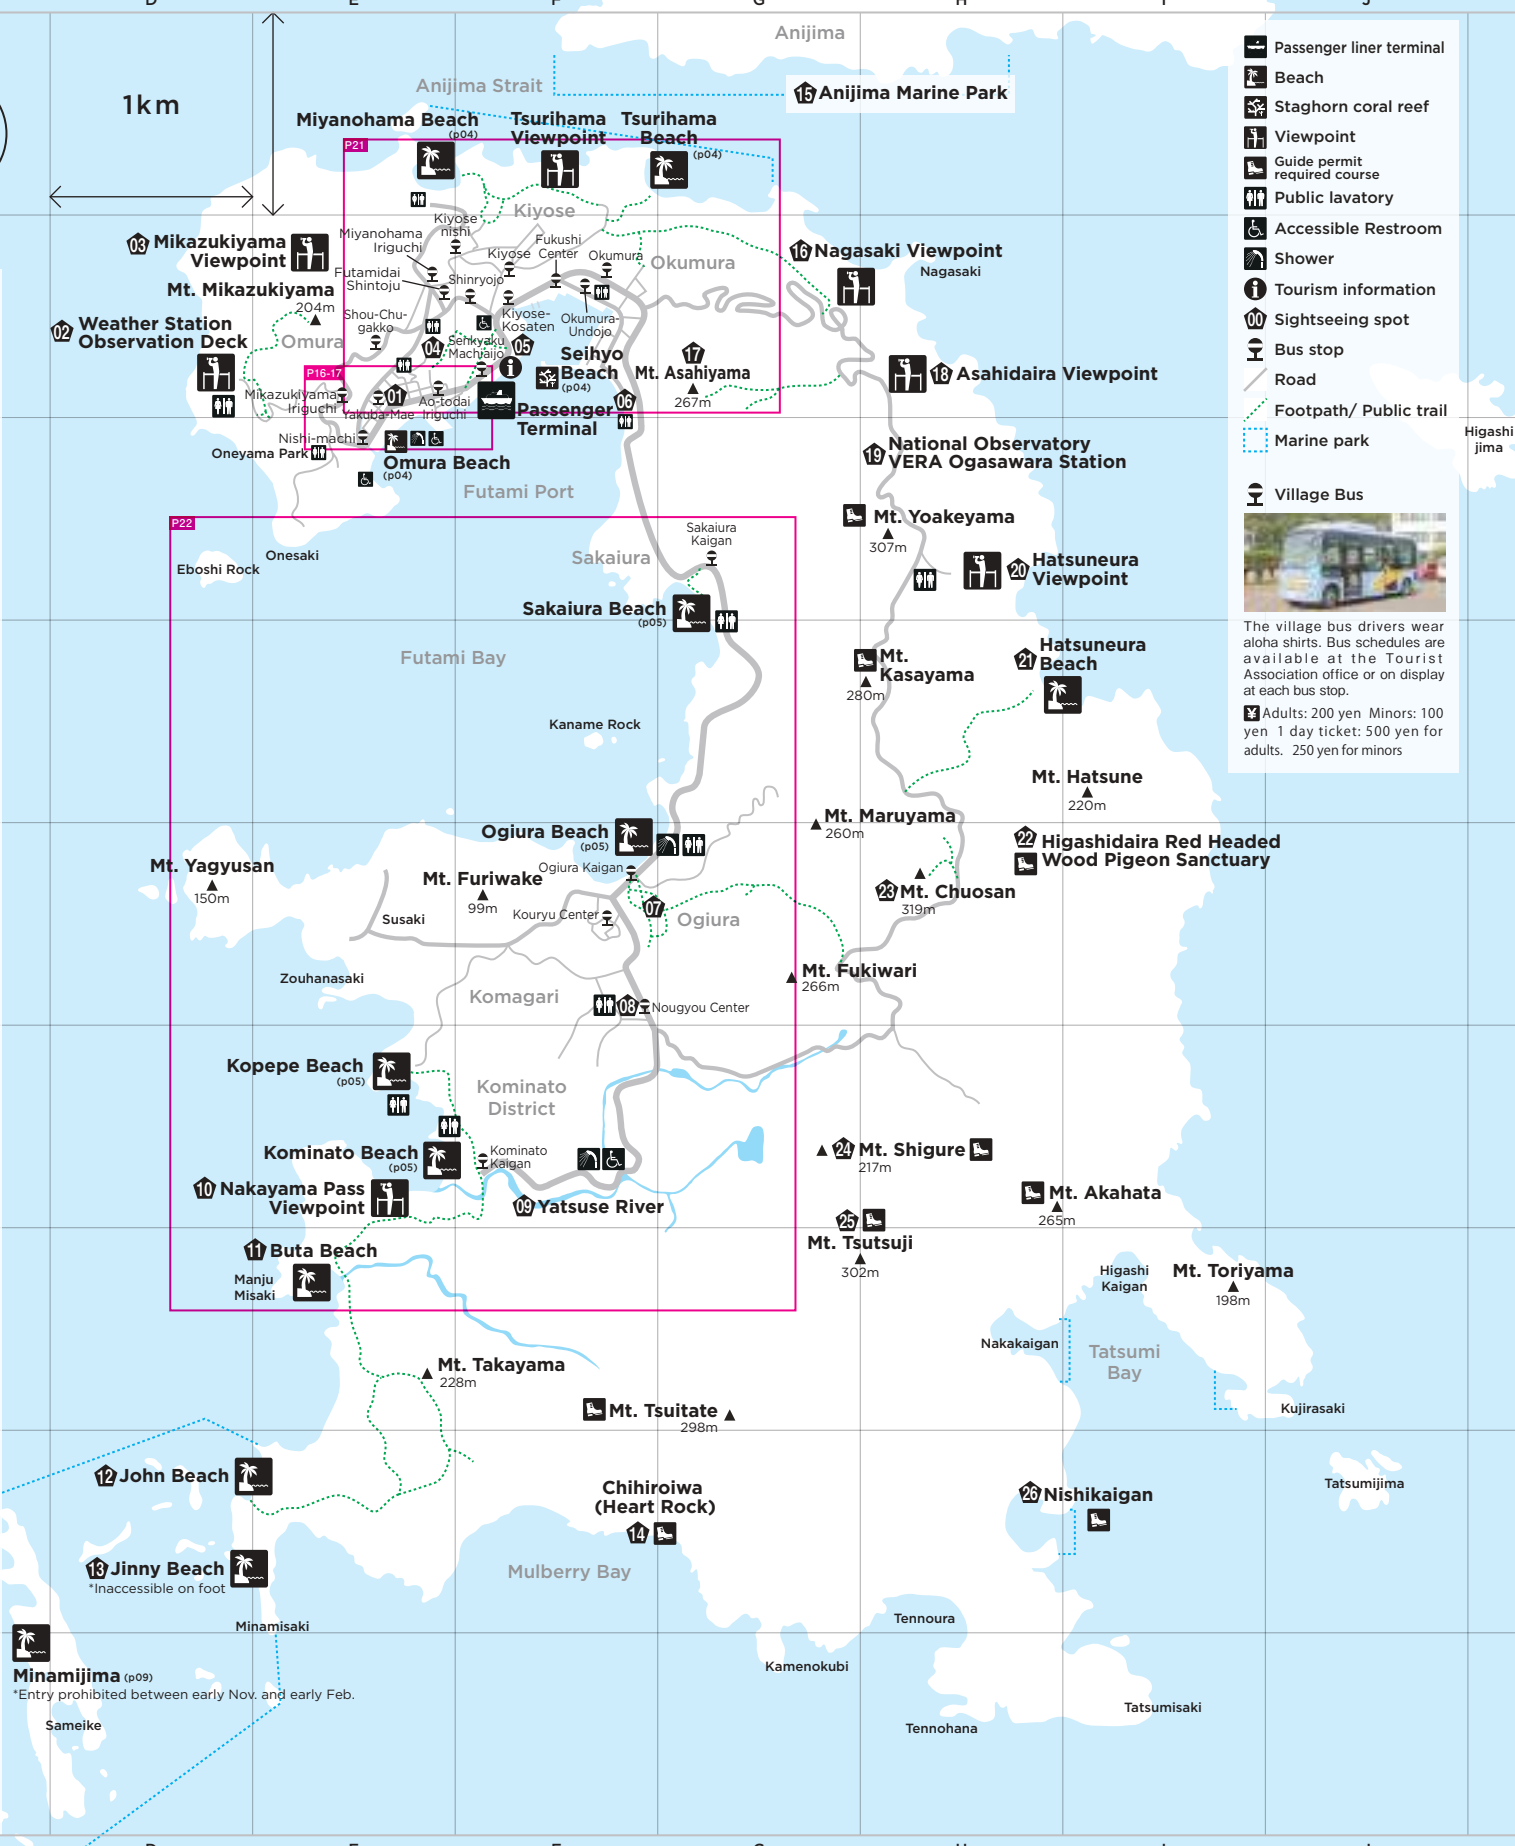 1km
Anijima
Anijima Strait
15 Anijima Marine Park
Miyanohama Beach
(p04)
Tsurihama
Viewpoint
Tsurihama
Beach
(p04)
P21
Kiyose
Kiyose
nishi
Miyanohama
Iriguchi
Fukushi
Center
Kiyose
Okumura
Okumura
03 Mikazukiyama
Viewpoint
Futamidai
Shintoju
Shinryojo
16 Nagasaki Viewpoint
Nagasaki
Mt. Mikazukiyama
204m
Shou-Chu-
gakko
Kiyose-
Kosaten
Okumura-
Undojo
02 Weather Station
Observation Deck
Omura
04
Senkyaku
Machiaijo
05
Seihyo
Beach
(p04)
17
Mt. Asahiyama
267m
18 Asahidaira Viewpoint
P16-17
Mikazukiyama
Iriguchi
01
Yakuba-Mae
Ao-todai
Iriguchi
Passenger
Terminal
06
Nishi-machi
Oneyama Park
Omura Beach
(p04)
19 National Observatory
VERA Ogasawara Station
Futami Port
P22
Onesaki
Eboshi Rock
Sakaiura
Sakaiura
Kaigan
Mt. Yoakeyama
307m
20 Hatsuneura
Viewpoint
Sakaiura Beach
(p05)
Futami Bay
Mt.
Kasayama
280m
21 Hatsuneura
Beach
Kaname Rock
Mt. Hatsune
220m
Ogiura Beach
(p05)
Mt. Maruyama
260m
22 Higashidaira Red Headed
Wood Pigeon Sanctuary
Mt. Yagyusan
150m
Mt. Furiwake
99m
Ogiura Kaigan
23 Mt. Chuosan
319m
Susaki
Kouryu Center
07
Ogiura
Zouhanasaki
Mt. Fukiwari
266m
Komagari
08 Nougyou Center
Kopepe Beach
(p05)
Kominato
District
Kominato Beach
(p05)
Kominato
Kaigan
24 Mt. Shigure
217m
10 Nakayama Pass
Viewpoint
09 Yatsuse River
Mt. Akahata
265m
25
Mt. Tsutsuji
302m
11 Buta Beach
Manju
Misaki
Higashi
Kaigan
Mt. Toriyama
198m
Nakakaigan
Tatsumi
Bay
Mt. Takayama
228m
Mt. Tsuitate
298m
Kujirasaki
12 John Beach
Chihiroiwa
(Heart Rock)
14
26 Nishikaigan
Tatsumijima
13 Jinny Beach
*Inaccessible on foot
Mulberry Bay
Minamisaki
Tennoura
Minamijima (p09)
*Entry prohibited between early Nov. and early Feb.
Kamenokubi
Sameike
Tatsumisaki
Tennohana
Higashi
jima
Passenger liner terminal
Beach
Staghorn coral reef
Viewpoint
Guide permit
required course
Public lavatory
Accessible Restroom
Shower
Tourism information
00 Sightseeing spot
Bus stop
Road
Footpath/ Public trail
Marine park
Village Bus
The village bus drivers wear
aloha shirts. Bus schedules are
available at the Tourist
Association office or on display
at each bus stop.
¥ Adults: 200 yen Minors: 100
yen 1 day ticket: 500 yen for
adults. 250 yen for minors